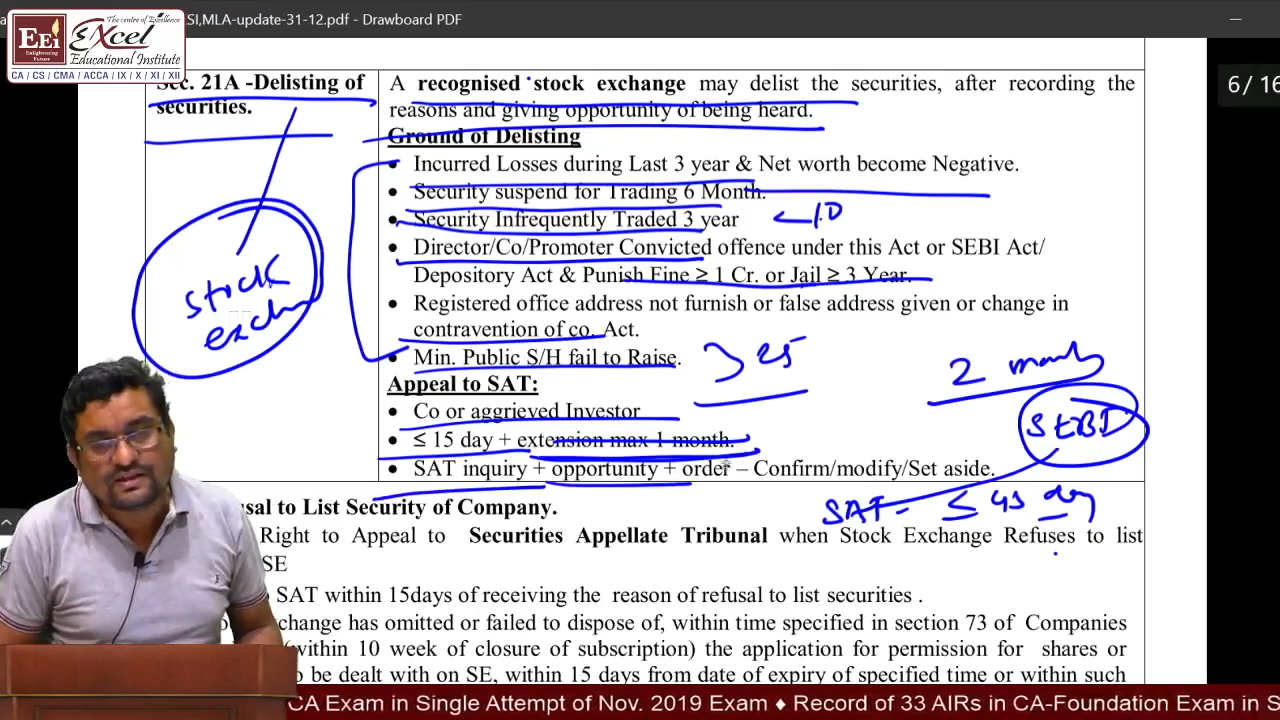 SI,MLA-update-31-12.pdf - Drawboard PDF
The centre of Excellence
EEi
Enlightening Future
Excel
Educational Institute
CA / CS / CMA / ACCA / IX / X / XI / XII
6 / 16
Sec. 21A -Delisting of
securities.
A recognised stock exchange may delist the securities, after recording the
reasons and giving opportunity of being heard.
Ground of Delisting
• Incurred Losses during Last 3 year & Net worth become Negative.
• Security suspend for Trading 6 Month.
• Security Infrequently Traded 3 year
• Director/Co/Promoter Convicted offence under this Act or SEBI Act/
Depository Act & Punish Fine ≥ 1 Cr. or Jail ≥ 3 Year.
• Registered office address not furnish or false address given or change in
contravention of co. Act.
• Min. Public S/H fail to Raise.
25
2
SEBI
stock
exch
Appeal to SAT:
• Co or aggrieved Investor
• ≤ 15 day + extension max 1 month.
• SAT inquiry + opportunity + order – Confirm/modify/Set aside.
SAT- ≤ 45 day
usal to List Security of Company.
Right to Appeal to Securities Appellate Tribunal when Stock Exchange Refuses to list
SE
SAT within 15days of receiving the reason of refusal to list securities .
change has omitted or failed to dispose of, within time specified in section 73 of Companies
(within 10 week of closure of subscription) the application for permission for shares or
o be dealt with on SE, within 15 days from date of expiry of specified time or within such
CA Exam in Single Attempt of Nov. 2019 Exam ♦ Record of 33 AIRs in CA-Foundation Exam in S